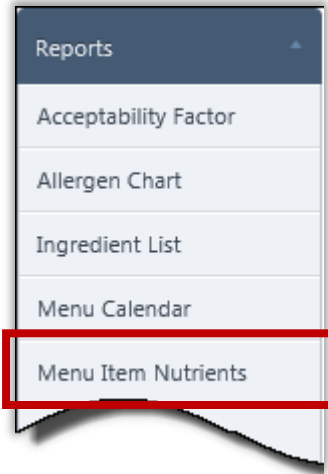 Reports
Acceptability Factor
Allergen Chart
Ingredient List
Menu Calendar
Menu Item Nutrients